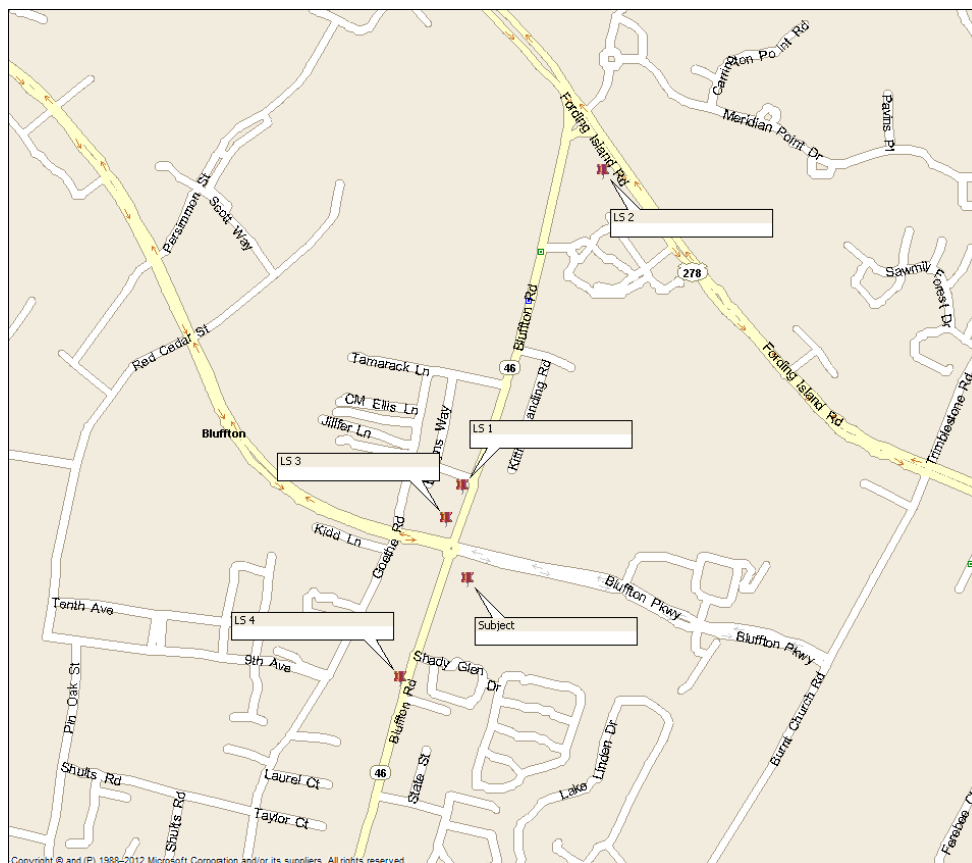 Carrington Point Rd
Fording Island Rd
Meridian Point Dr
Pavins Pl
Persimmon St
Scott Way
LS 2
278
Sawmill Forest Dr
Bluffton Rd
Red Cedar St
46
Tamarack Ln
Fording Island Rd
Trimblestone Rd
CM Ellis Ln
Jillfer Ln
Way
Bluffton
LS 1
LS 3
Rd
Kidd Ln
Goethe Rd
Bluffton Pkwy
Tenth Ave
LS 4
Subject
Bluffton Pkwy
9th Ave
Shady Glen Dr
Pin Oak St
Bluffton Rd
Burnt Church Rd
Linden Dr
Lake
46
State St
Shults Rd
Laurel Ct
Shults Rd
Taylor Ct
Ferebee Dr
Copyright © and (P) 1988–2012 Microsoft Corporation and/or its suppliers. All rights reserved.